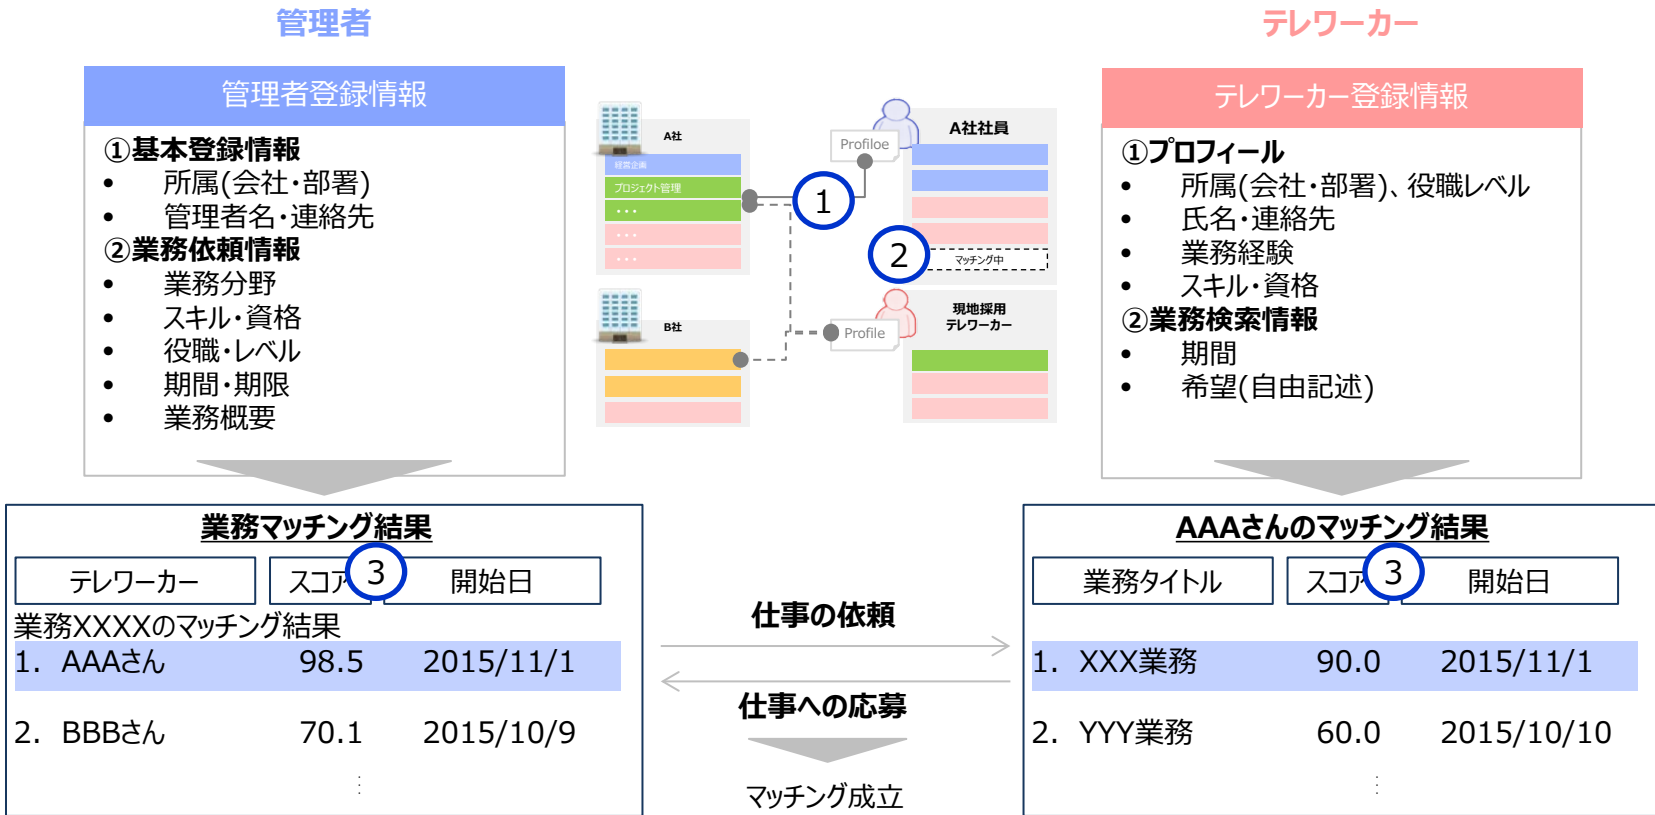 管理者
テレワーカー
管理者登録情報
①基本登録情報
• 所属(会社・部署)
• 管理者名・連絡先
②業務依頼情報
• 業務分野
• スキル・資格
• 役職・レベル
• 期間・期限
• 業務概要
A社
経営企画
プロジェクト管理
・・・
・・・
・・・
B社
1
Profiloe
A社社員
2
マッチング中
Profile
現地採用
テレワーカー
テレワーカー登録情報
①プロフィール
• 所属(会社・部署)、役職レベル
• 氏名・連絡先
• 業務経験
• スキル・資格
②業務検索情報
• 期間
• 希望(自由記述)
業務マッチング結果
テレワーカー スコア 3 開始日
業務XXXXのマッチング結果
1. AAAさん 98.5 2015/11/1
2. BBBさん 70.1 2015/10/9
⋮
仕事の依頼
仕事への応募
マッチング成立
AAAさんのマッチング結果
業務タイトル スコア 3 開始日
1. XXX業務 90.0 2015/11/1
2. YYY業務 60.0 2015/10/10
⋮